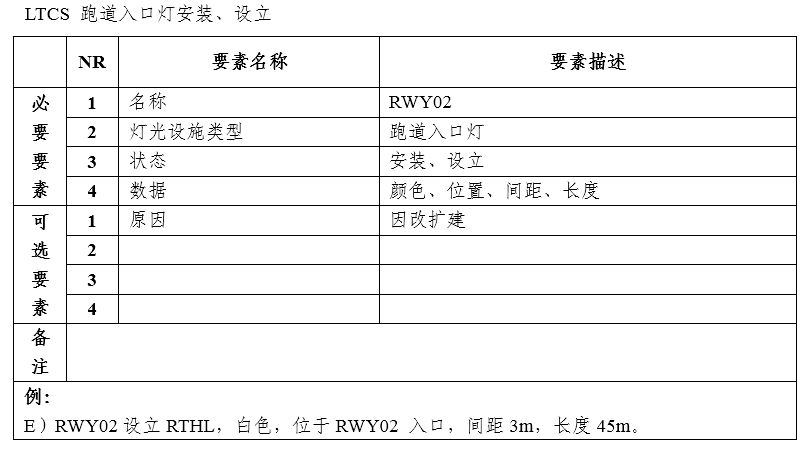 LTCS 跑道入口灯安装、设立
NR 要素名称 要素描述
必要要素
1 名称 RWY02
2 灯光设施类型 跑道入口灯
3 状态 安装、设立
4 数据 颜色、位置、间距、长度
可选要素
1 原因 因改扩建
2
3
4
备注
例：
E）RWY02 设立 RTHL，白色，位于 RWY02 入口，间距 3m，长度 45m。